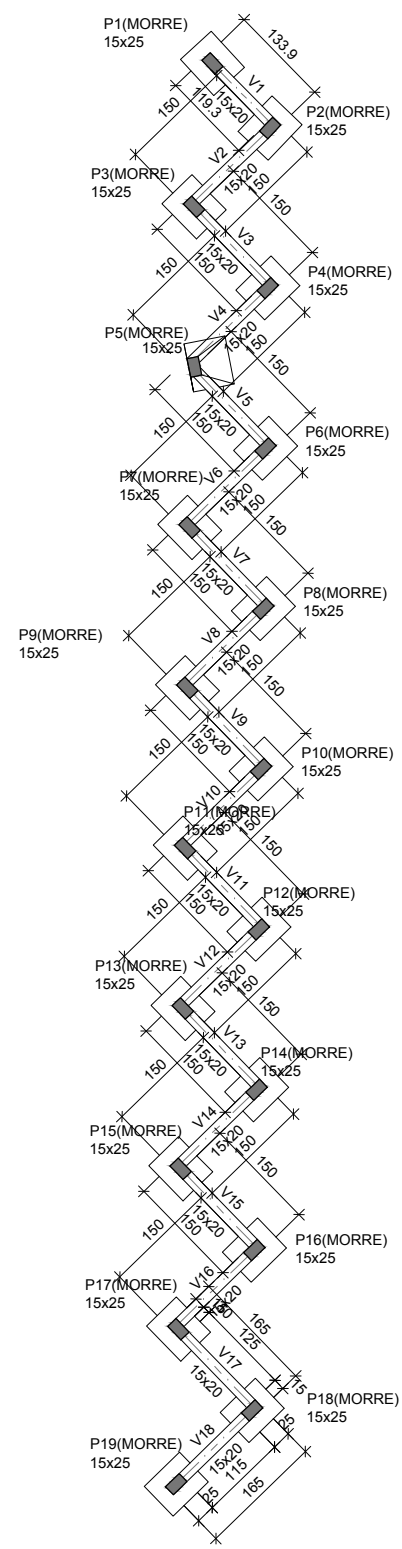 P1(MORRE)
15x25
133.9
V1
15x20
119.3
150
P2(MORRE)
15x25
V2
15x20
150
150
P3(MORRE)
15x25
V3
15x20
150
150
P4(MORRE)
15x25
V4
15x20
150
150
P5(MORRE)
15x25
V5
15x20
150
150
P6(MORRE)
15x25
V6
15x20
150
150
P7(MORRE)
15x25
V7
15x20
150
150
P8(MORRE)
15x25
V8
15x20
150
150
P9(MORRE)
15x25
V9
15x20
150
150
P10(MORRE)
15x25
V10
15x20
150
150
P11(MORRE)
15x25
V11
15x20
150
150
P12(MORRE)
15x25
V12
15x20
150
150
P13(MORRE)
15x25
V13
15x20
150
150
P14(MORRE)
15x25
V14
15x20
150
150
P15(MORRE)
15x25
V15
15x20
150
150
P16(MORRE)
15x25
V16
P17(MORRE)
15x25
165
125
15
V17
15x20
P18(MORRE)
15x25
25
V18
15x20
115
165
25
P19(MORRE)
15x25